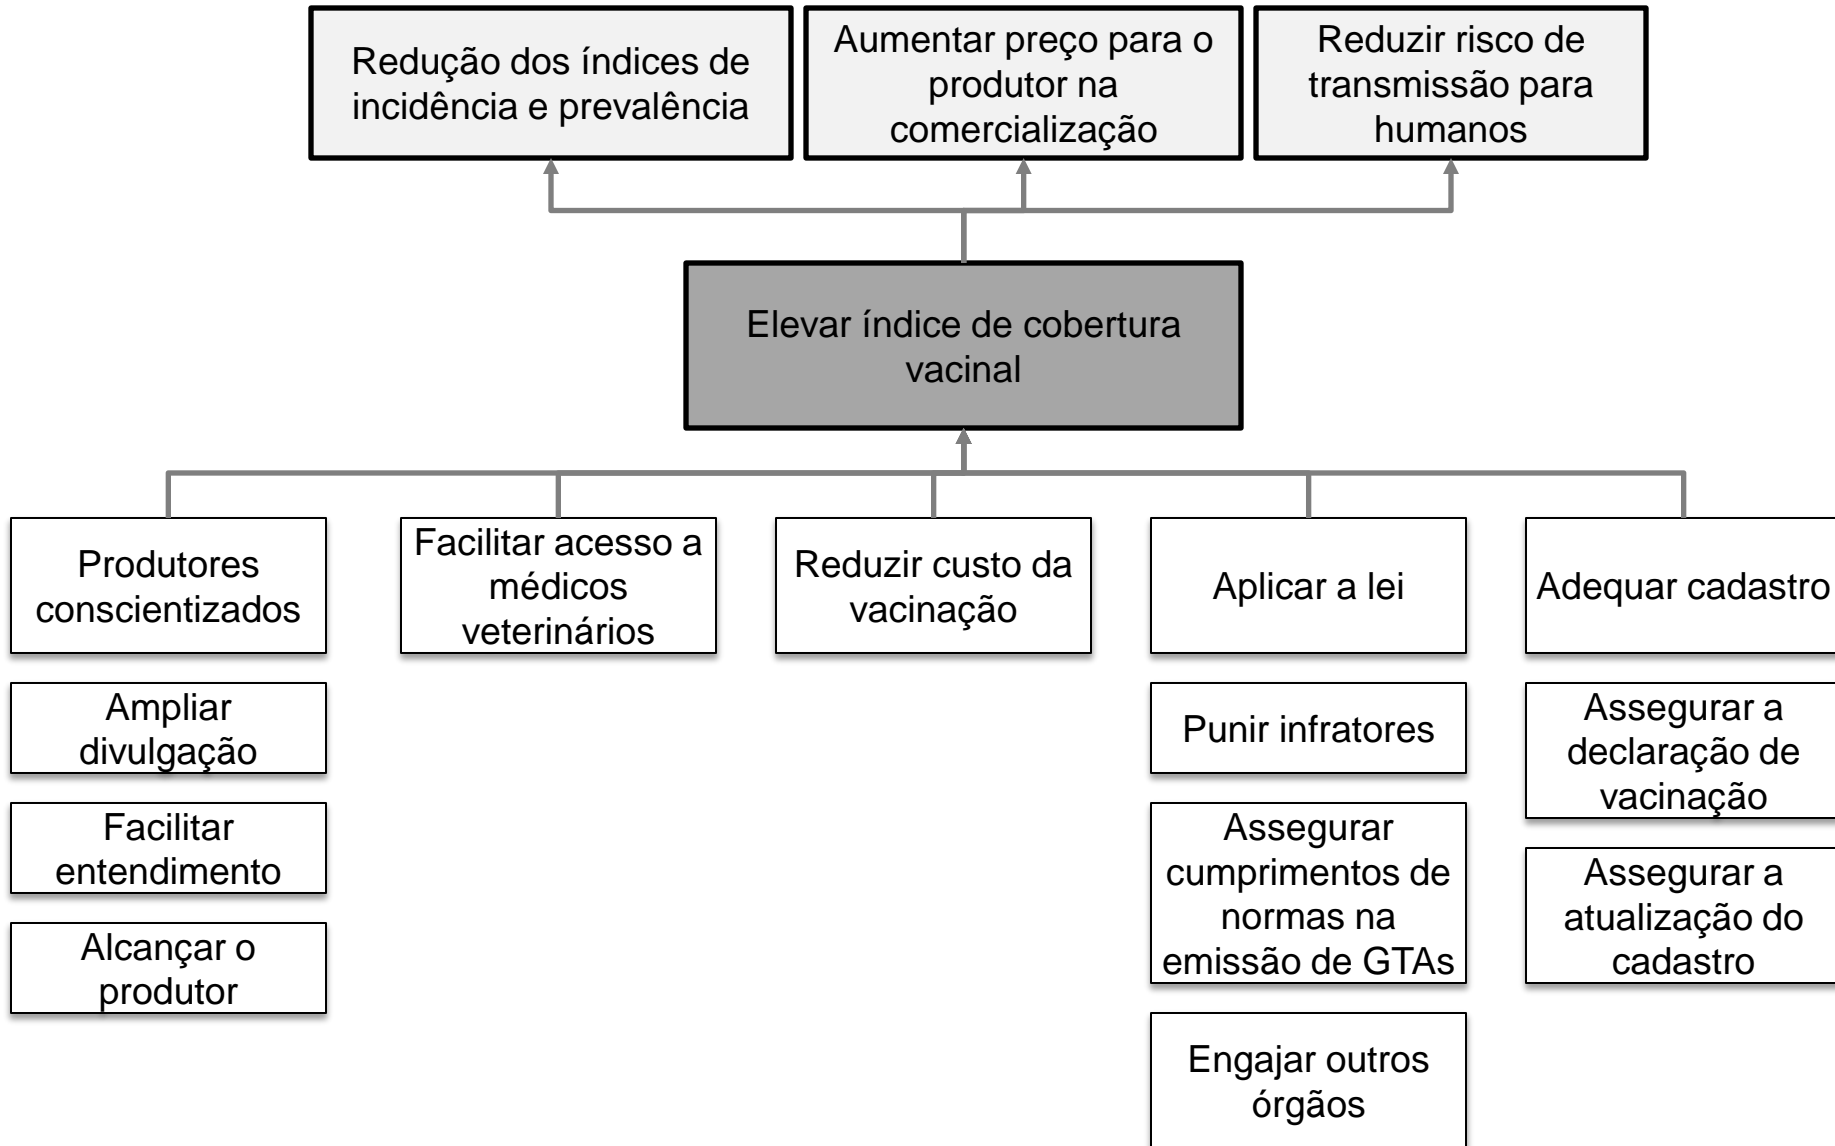 Redução dos índices de
incidência e prevalência
Aumentar preço para o
produtor na
comercialização
Reduzir risco de
transmissão para
humanos
Elevar índice de cobertura
vacinal
Produtores
conscientizados
Facilitar acesso a
médicos
veterinários
Reduzir custo da
vacinação
Aplicar a lei
Adequar cadastro
Ampliar
divulgação
Facilitar
entendimento
Alcançar o
produtor
Punir infratores
Assegurar
cumprimentos de
normas na
emissão de GTAs
Engajar outros
órgãos
Assegurar a
declaração de
vacinação
Assegurar a
atualização do
cadastro